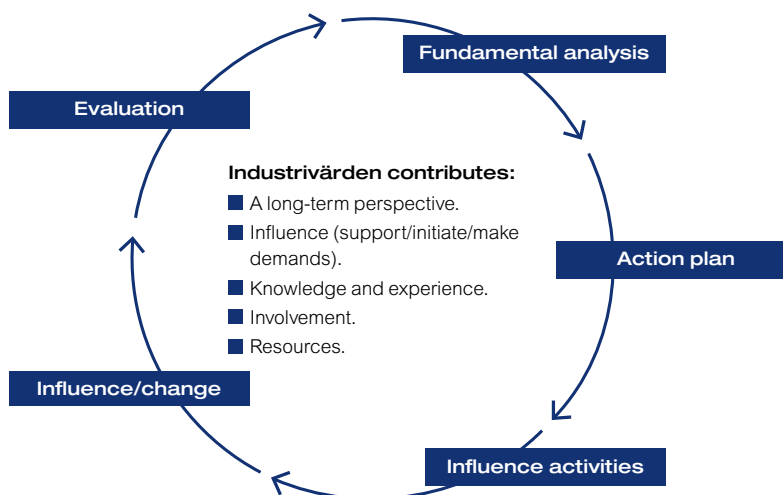 Fundamental analysis
Evaluation
Industrivärden contributes:
A long-term perspective.
Influence (support/initiate/make
demands).
Knowledge and experience.
Involvement.
Resources.
Action plan
Influence/change
Influence activities